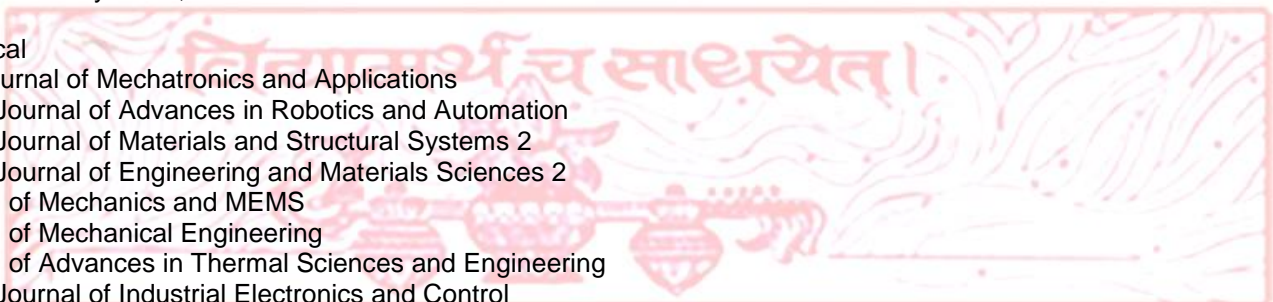 च साधयेत्।
cal
urnal of Mechatronics and Applications
Journal of Advances in Robotics and Automation
Journal of Materials and Structural Systems 2
Journal of Engineering and Materials Sciences 2
of Mechanics and MEMS
of Mechanical Engineering
of Advances in Thermal Sciences and Engineering
Journal of Industrial Electronics and Control